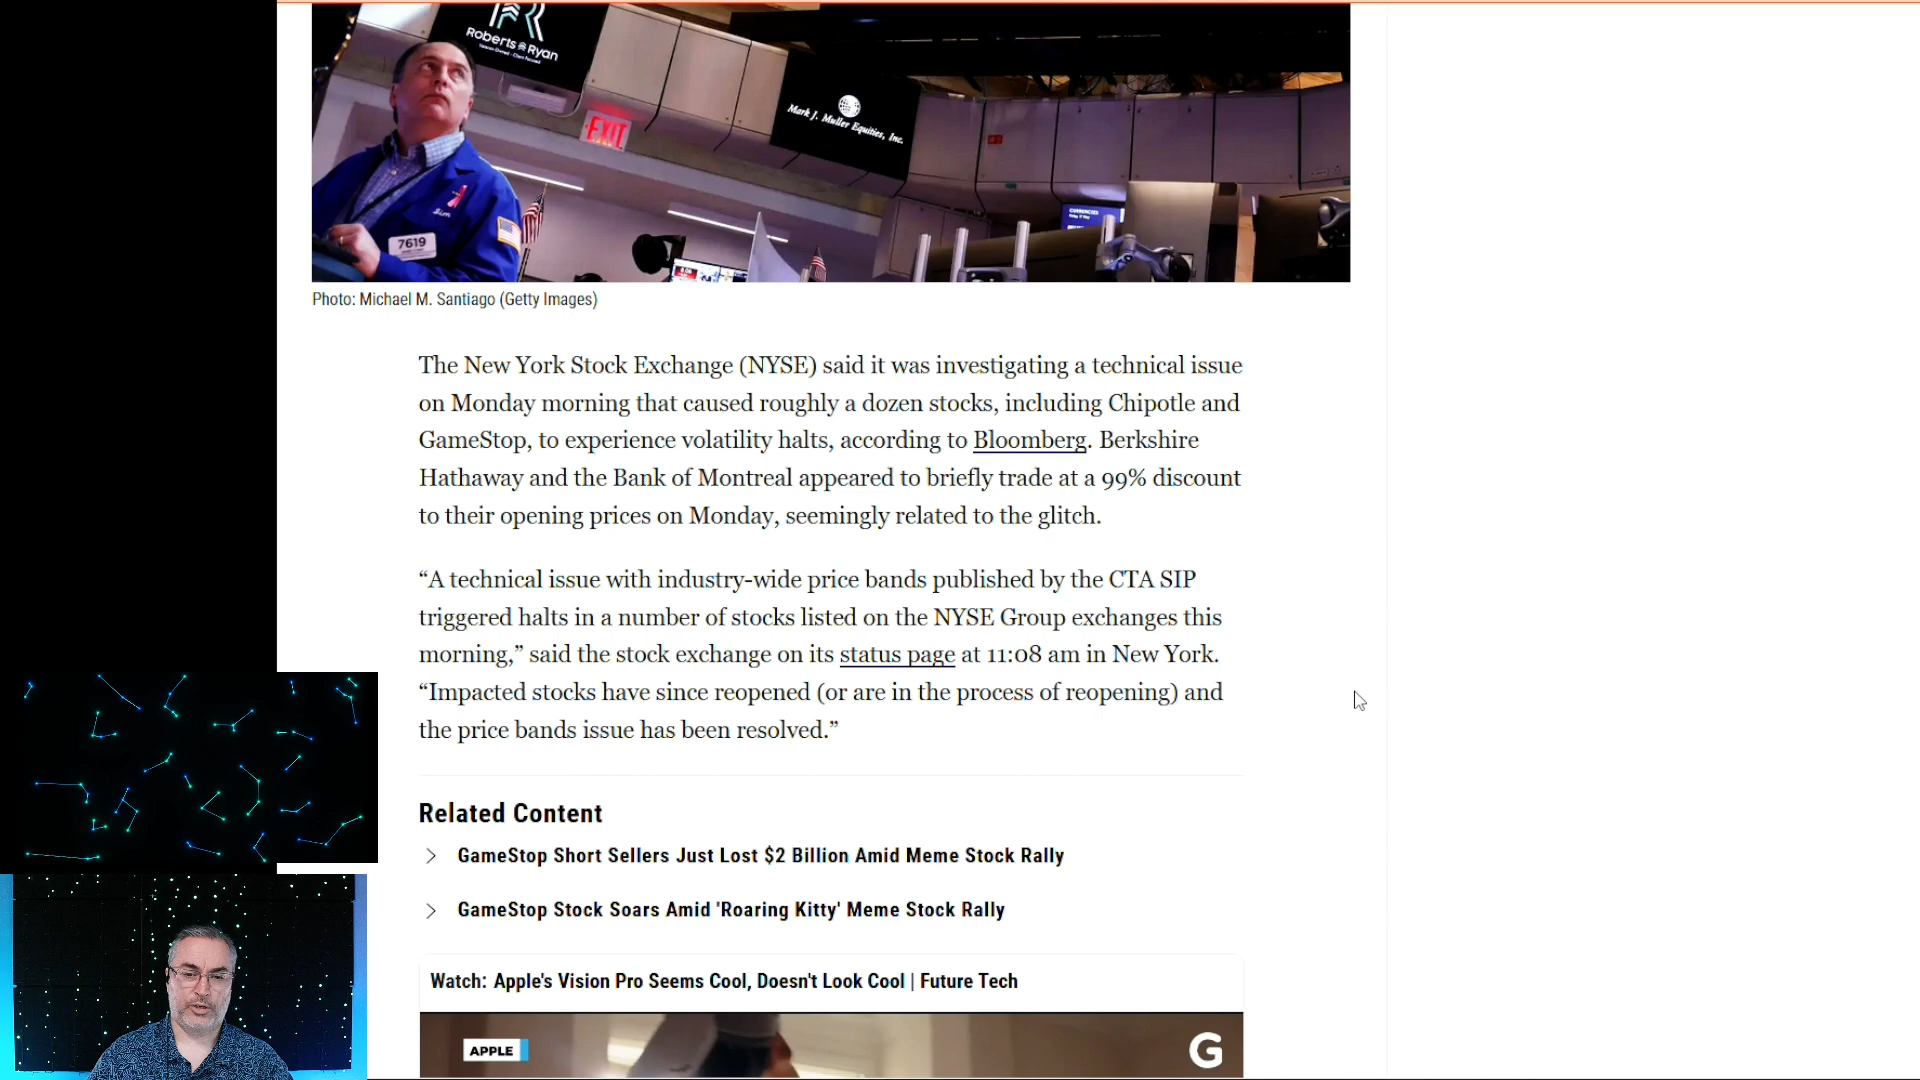 Roberts Ryan
Veteran Owned - Client Focused
EXIT
Mark J. Muller Equities, Inc.
Jim
7619
CURRENCIES
Photo: Michael M. Santiago (Getty Images)
The New York Stock Exchange (NYSE) said it was investigating a technical issue
on Monday morning that caused roughly a dozen stocks, including Chipotle and
GameStop, to experience volatility halts, according to Bloomberg. Berkshire
Hathaway and the Bank of Montreal appeared to briefly trade at a 99% discount
to their opening prices on Monday, seemingly related to the glitch.
“A technical issue with industry-wide price bands published by the CTA SIP
triggered halts in a number of stocks listed on the NYSE Group exchanges this
morning,” said the stock exchange on its status page at 11:08 am in New York.
“Impacted stocks have since reopened (or are in the process of reopening) and
the price bands issue has been resolved.”
Related Content
GameStop Short Sellers Just Lost $2 Billion Amid Meme Stock Rally
GameStop Stock Soars Amid 'Roaring Kitty' Meme Stock Rally
Watch: Apple's Vision Pro Seems Cool, Doesn't Look Cool | Future Tech
APPLE
G